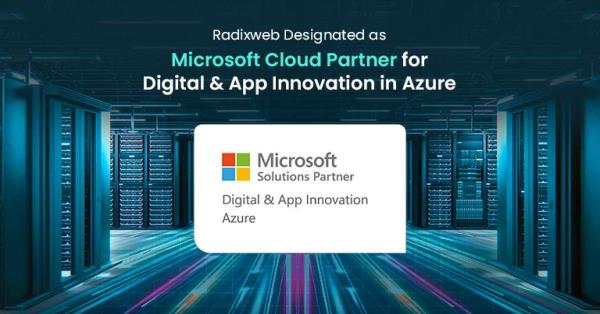 Radixweb Designated as
Microsoft Cloud Partner for
Digital & App Innovation in Azure
Microsoft
Solutions Partner
Digital & App Innovation
Azure